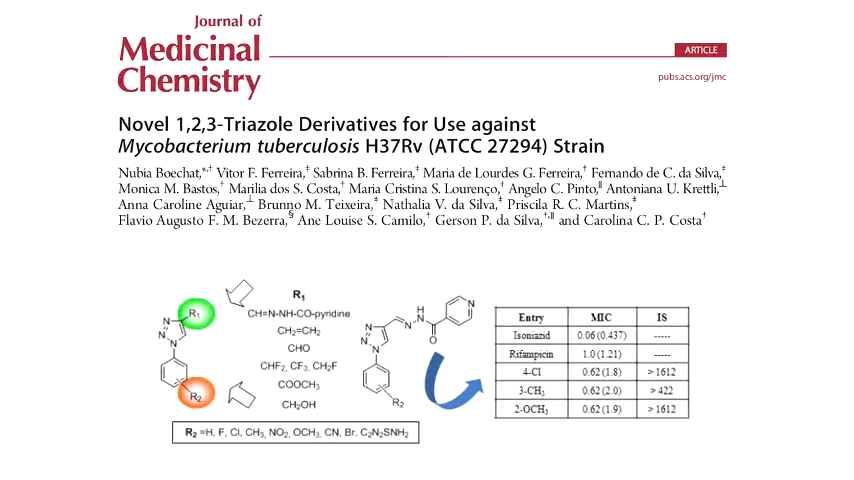 Journal of
Medicinal
Chemistry
ARTICLE
pubs.acs.org/jmc
Novel 1,2,3-Triazole Derivatives for Use against
Mycobacterium tuberculosis H37Rv (ATCC 27294) Strain
Nubia Boechat,*,† Vitor F. Ferreira,‡ Sabrina B. Ferreira,‡ Maria de Lourdes G. Ferreira,† Fernando de C. da Silva,‡
Monica M. Bastos,† Marilia dos S. Costa,† Maria Cristina S. Lourenço,† Angelo C. Pinto,∥ Antoniana U. Krettli,⊥
Anna Caroline Aguiar,⊥ Brunno M. Teixeira,‡ Nathalia V. da Silva,‡ Priscila R. C. Martins,‡
Flavio Augusto F. M. Bezerra,§ Ane Louise S. Camilo,† Gerson P. da Silva,†,∥ and Carolina C. P. Costa†
N
N
N
R1
R2
R1
CH=N-NH-CO-pyridine
CH2=CH2
CHO
CHF2, CF3, CH2F
COOCH3
CH2OH
N
N
N
N
H
N
O
N
R2
Entry MIC IS
Isoniazid 0.06 (0.437) -----
Rifampicin 1.0 (1.21) -----
4-Cl 0.62 (1.8) > 1612
3-CH3 0.62 (2.0) > 422
2-OCH3 0.62 (1.9) > 1612
R2 =H, F, Cl, CH3, NO2, OCH3, CN, Br, C2N2SNH2